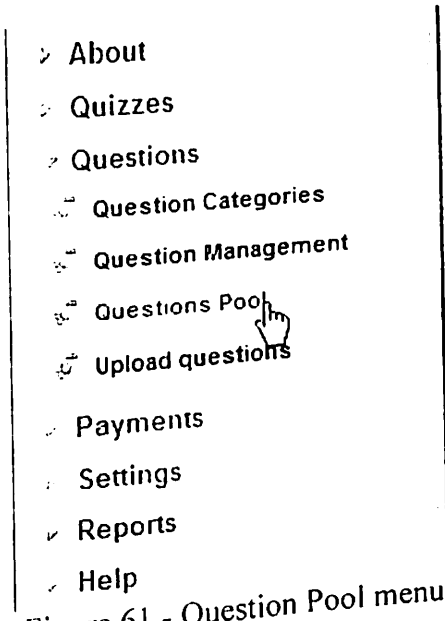 About
Quizzes
Questions
Question Categories
Question Management
Questions Pool
Upload questions
Payments
Settings
Reports
Help
Figure 61 - Question Pool menu